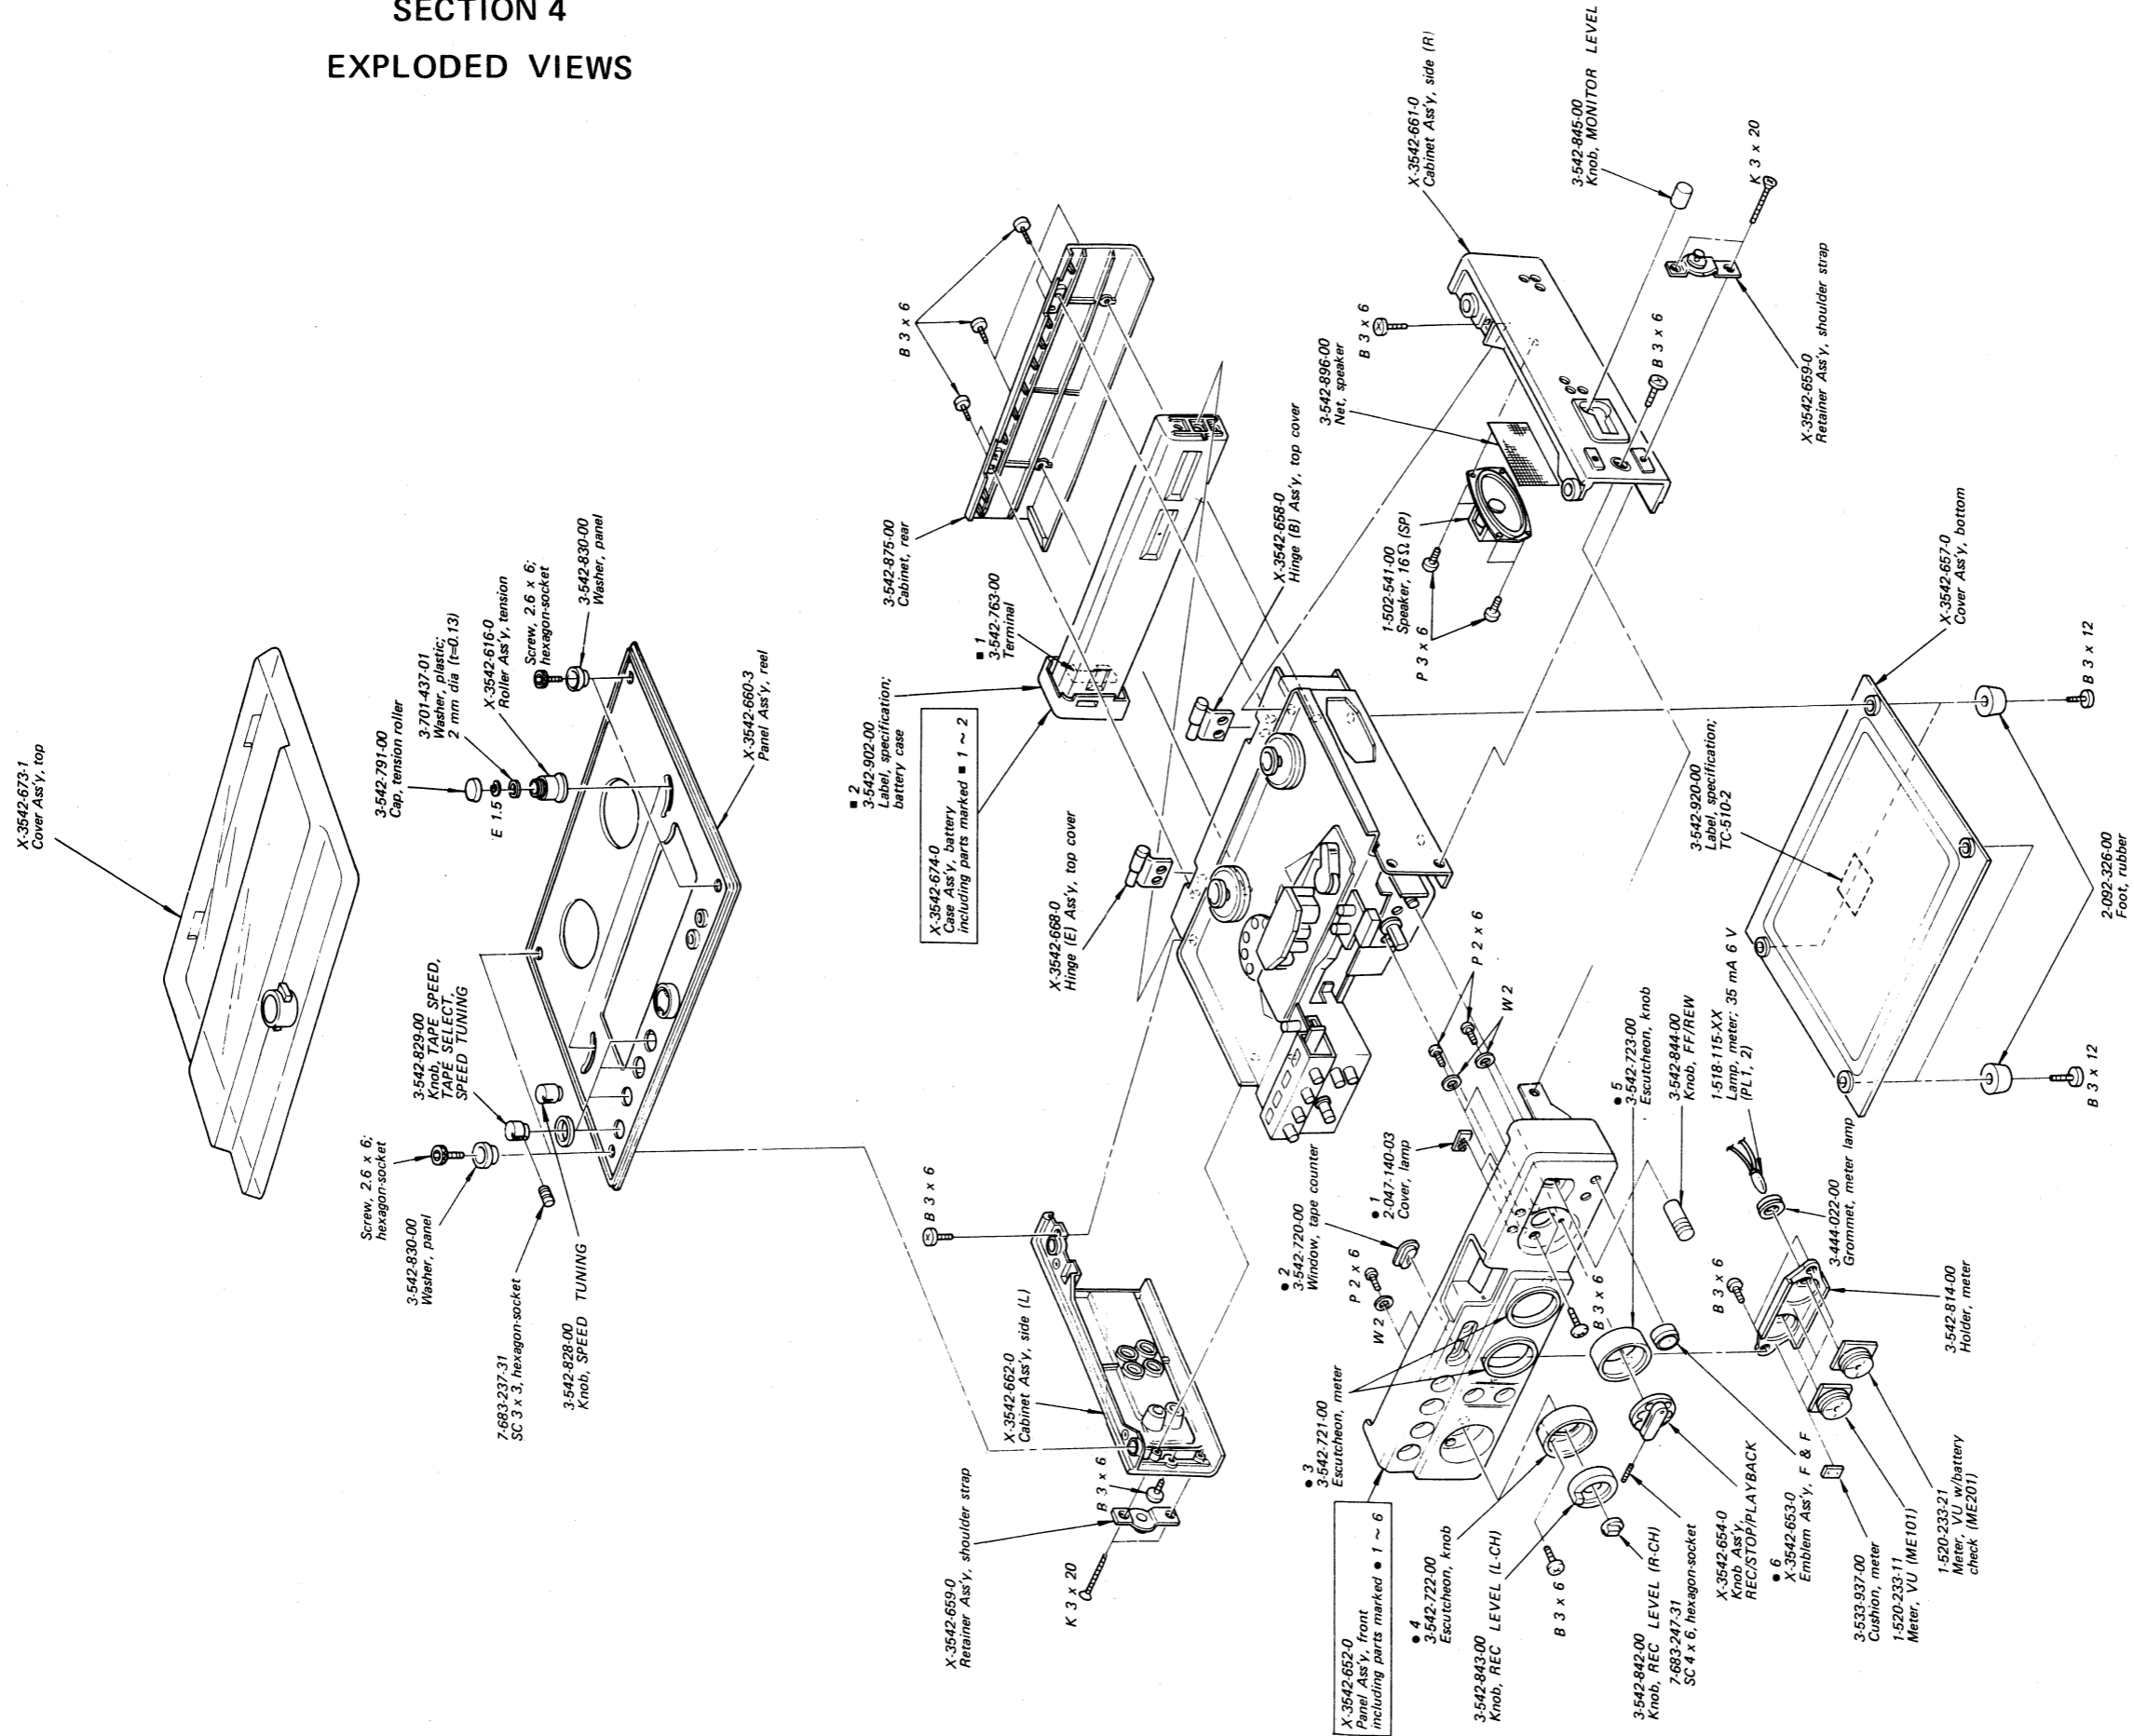 SECTION 4
EXPLODED VIEWS
X-3542-673-1
Cover Ass'y, top
3-542-791-00
Cap, tension roller
3-701-437-01
Washer, plastic;
2 mm dia (t=0.13)
E 1.5
X-3542-616-0
Roller Ass'y, tension
Screw, 2.6 x 6;
hexagon-socket
3-542-830-00
Washer, panel
X-3542-660-3
Panel Ass'y, reel
3-542-829-00
Knob, TAPE SPEED,
TAPE SELECT,
SPEED TUNING
Screw, 2.6 x 6;
hexagon-socket
3-542-830-00
Washer, panel
7-683-237-31
SC 3 x 3, hexagon-socket
3-542-828-00
Knob, SPEED TUNING
B 3 x 6
3-542-875-00
Cabinet, rear
■ 1
3-542-763-00
Terminal
■ 2
3-542-902-00
Label, specification;
battery case
X-3542-674-0
Case Ass'y, battery
including parts marked ■ 1 ~ 2
X-3542-658-0
Hinge (B) Ass'y, top cover
X-3542-668-0
Hinge (E) Ass'y, top cover
X-3542-661-0
Cabinet Ass'y, side (R)
3-542-845-00
Knob, MONITOR LEVEL
K 3 x 20
X-3542-659-0
Retainer Ass'y, shoulder strap
B 3 x 6
B 3 x 6
3-542-896-00
Net, speaker
1-502-541-00
Speaker, 16 Ω (SP)
P 3 x 6
X-3542-657-0
Cover Ass'y, bottom
B 3 x 12
3-542-920-00
Label, specification;
TC-510-2
2-092-326-00
Foot, rubber
B 3 x 12
B 3 x 6
X-3542-662-0
Cabinet Ass'y, side (L)
B 3 x 6
X-3542-659-0
Retainer Ass'y, shoulder strap
K 3 x 20
P 2 x 6
W 2
● 1
2-047-140-03
Cover, lamp
● 2
3-542-720-00
Window, tape counter
P 2 x 6
W 2
● 3
3-542-721-00
Escutcheon, meter
X-3542-652-0
Panel Ass'y, front
including parts marked ● 1 ~ 6
● 4
3-542-722-00
Escutcheon, knob
3-542-843-00
Knob, REC LEVEL (L-CH)
B 3 x 6
3-542-842-00
Knob, REC LEVEL (R-CH)
7-683-247-31
SC 4 x 6, hexagon-socket
X-3542-654-0
Knob Ass'y,
REC/STOP/PLAYBACK
● 6
X-3542-653-0
Emblem Ass'y, F & F
B 3 x 6
● 5
3-542-723-00
Escutcheon, knob
3-542-844-00
Knob, FF/REW
1-518-115-XX
Lamp, meter; 35 mA 6 V
(PL1, 2)
3-444-022-00
Grommet, meter lamp
B 3 x 6
3-542-814-00
Holder, meter
3-533-937-00
Cushion, meter
1-520-233-11
Meter, VU (ME101)
1-520-233-21
Meter, VU w/battery
check (ME201)